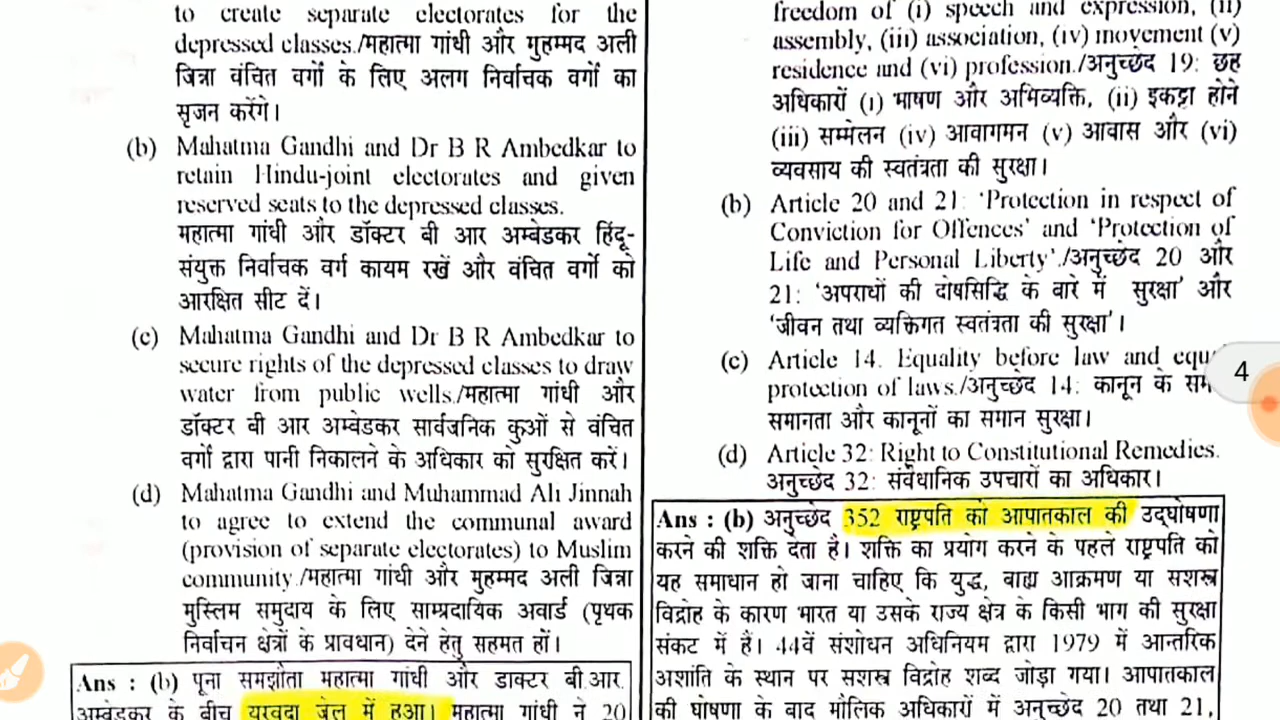 to create separate electorates for the
depressed classes./महात्मा गांधी और मुहम्मद अली
जिन्ना वंचित वर्गों के लिए अलग निर्वाचक वर्गों का
सृजन करेंगे।
(b) Mahatma Gandhi and Dr B R Ambedkar to
retain Hindu-joint electorates and given
reserved seats to the depressed classes.
महात्मा गांधी और डॉक्टर बी आर अम्बेडकर हिंदू-
संयुक्त निर्वाचक वर्ग कायम रखें और वंचित वर्गों को
आरक्षित सीट दें।
(c) Mahatma Gandhi and Dr B R Ambedkar to
secure rights of the depressed classes to draw
water from public wells./महात्मा गांधी और
डॉक्टर बी आर अम्बेडकर सार्वजनिक कुओं से वंचित
वर्गों द्वारा पानी निकालने के अधिकार को सुरक्षित करें।
(d) Mahatma Gandhi and Muhammad Ali Jinnah
to agree to extend the communal award
(provision of separate electorates) to Muslim
community./महात्मा गांधी और मुहम्मद अली जिन्ना
मुस्लिम समुदाय के लिए साम्प्रदायिक अवार्ड (पृथक
निर्वाचन क्षेत्रों के प्रावधान) देने हेतु सहमत हों।
Ans : (b) पूना समझौता महात्मा गांधी और डाक्टर बी.आर.
अम्बेडकर के बीच यरवदा जेल में हुआ। महात्मा गांधी ने 20
freedom of (i) speech and expression, (ii)
assembly, (iii) association, (iv) movement (v)
residence and (vi) profession./अनुच्छेद 19: छह
अधिकारों (i) भाषण और अभिव्यक्ति, (ii) इकट्ठा होने
(iii) सम्मेलन (iv) आवागमन (v) आवास और (vi)
व्यवसाय की स्वतंत्रता की सुरक्षा।
(b) Article 20 and 21: 'Protection in respect of
Conviction for Offences' and 'Protection of
Life and Personal Liberty'./अनुच्छेद 20 और
21: 'अपराधों की दोषसिद्धि के बारे में सुरक्षा' और
'जीवन तथा व्यक्तिगत स्वतंत्रता की सुरक्षा'।
(c) Article 14. Equality before law and equ
protection of laws./अनुच्छेद 14: कानून के सम
समानता और कानूनों का समान सुरक्षा।
(d) Article 32: Right to Constitutional Remedies.
अनुच्छेद 32: संवैधानिक उपचारों का अधिकार।
Ans : (b) अनुच्छेद 352 राष्ट्रपति को आपातकाल की उद्घोषणा
करने की शक्ति देता है। शक्ति का प्रयोग करने के पहले राष्ट्रपति को
यह समाधान हो जाना चाहिए कि युद्ध, वाह्य आक्रमण या सशस्त्र
विद्रोह के कारण भारत या उसके राज्य क्षेत्र के किसी भाग की सुरक्षा
संकट में है। 44वें संशोधन अधिनियम द्वारा 1979 में आन्तरिक
अशांति के स्थान पर सशस्त्र विद्रोह शब्द जोड़ा गया। आपातकाल
की घोषणा के बाद मौलिक अधिकारों में अनुच्छेद 20 तथा 21,
4